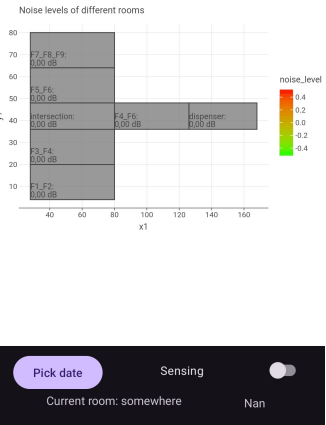 Noise levels of different rooms
80
70
60
50
40
30
20
10
F7_F8_F9:
0,00 dB
F5_F6:
0,00 dB
intersection:
0,00 dB
F4_F6:
0,00 dB
dispenser:
0,00 dB
F3_F4:
0,00 dB
F1_F2:
0,00 dB
40 60 80 100 120 140 160
x1
noise_level
0.4
0.2
0.0
-0.2
-0.4
Pick date
Sensing
Current room: somewhere
Nan